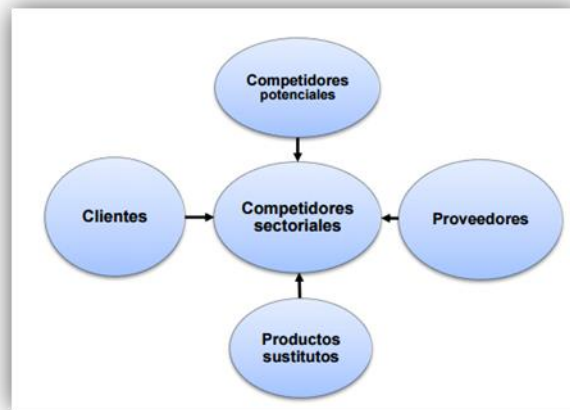 Competidores
potenciales
Clientes
Competidores
sectoriales
Proveedores
Productos
sustitutos